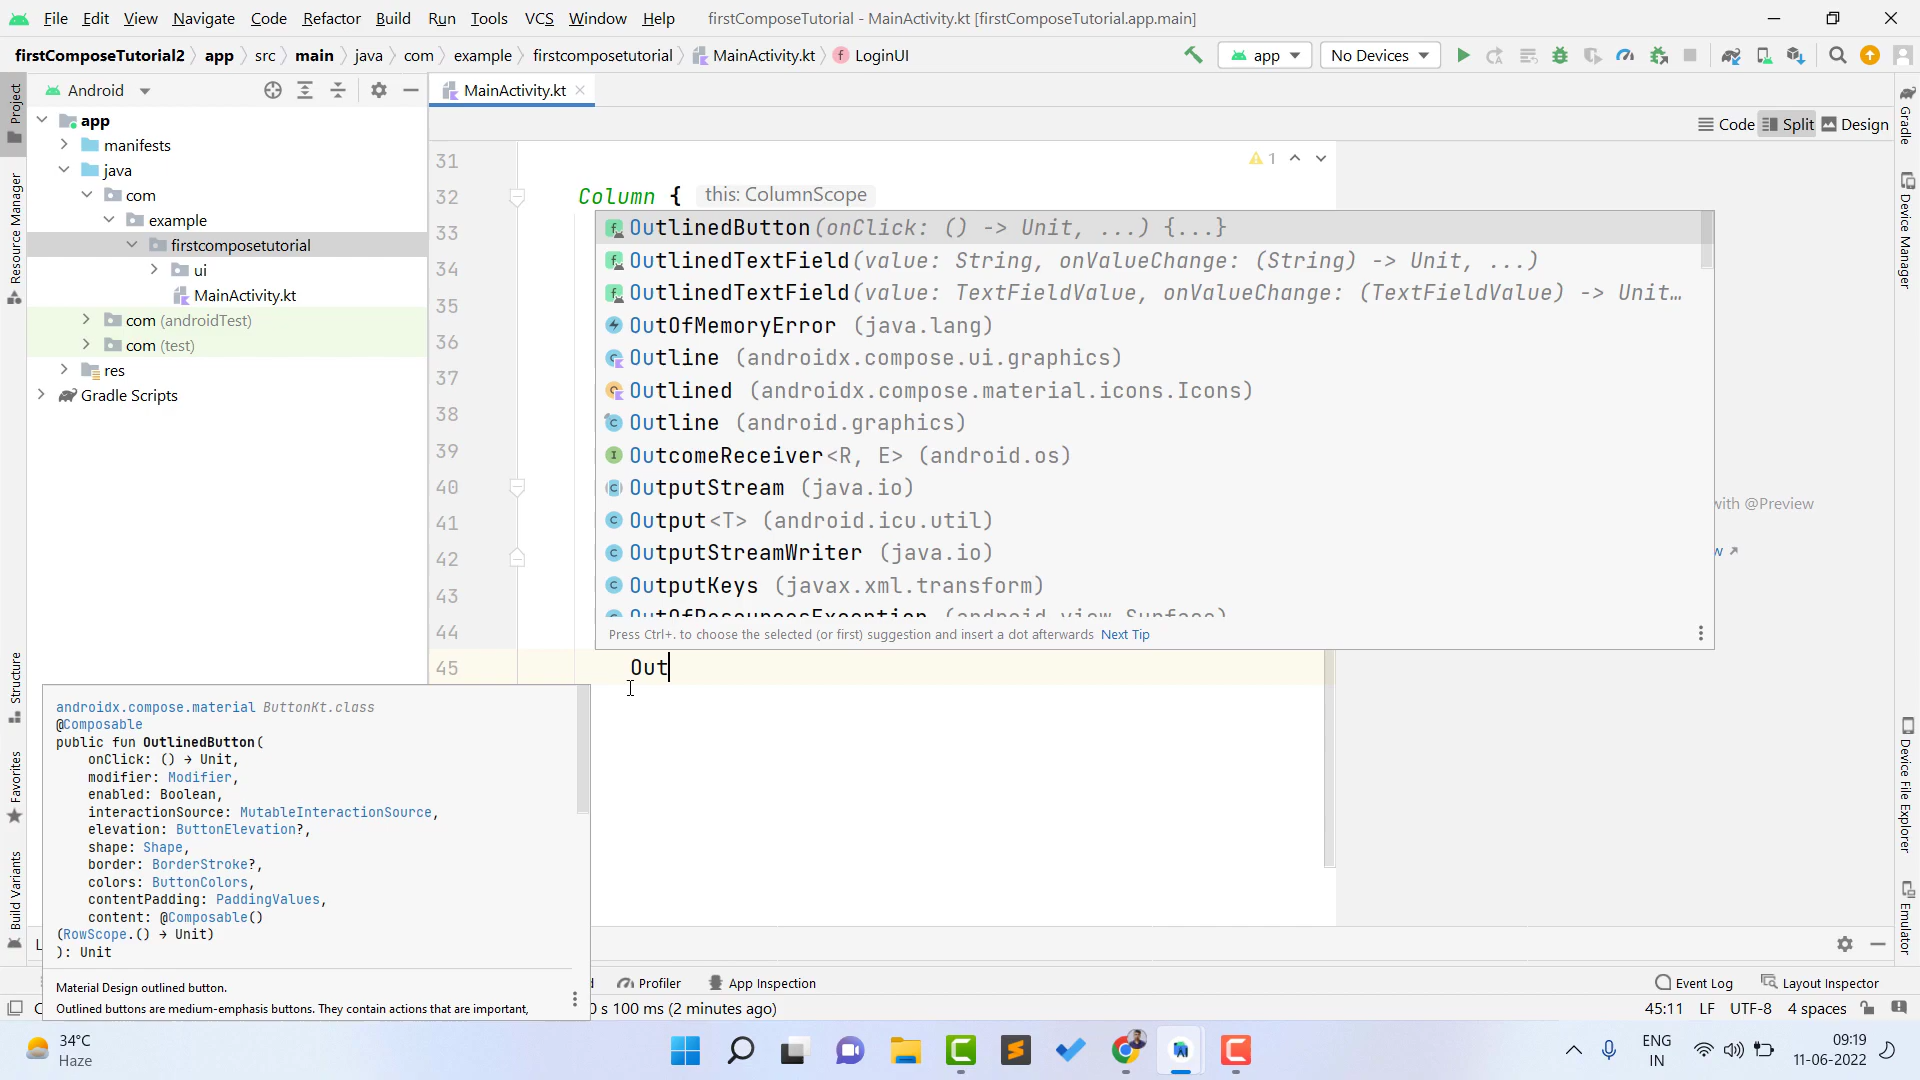 File Edit View Navigate Code Refactor Build Run Tools VCS Window Help firstComposeTutorial - MainActivity.kt [firstComposeTutorial.app.main]
firstComposeTutorial2 app src main java com example firstcomposetutorial MainActivity.kt LoginUI app No Devices
Project
Resource Manager
Structure
Favorites
Build Variants
Android
app
manifests
java
com
example
firstcomposetutorial
ui
MainActivity.kt
com (androidTest)
com (test)
res
Gradle Scripts
MainActivity.kt
Code Split Design
1
31
32 Column { this: ColumnScope
33
34
35
36
37
38
39
40
41
42
43
44
45 Out
OutlinedButton(onClick: () -> Unit, ...) {...}
OutlinedTextField(value: String, onValueChange: (String) -> Unit, ...)
OutlinedTextField(value: TextFieldValue, onValueChange: (TextFieldValue) -> Unit…
OutOfMemoryError (java.lang)
Outline (androidx.compose.ui.graphics)
Outlined (androidx.compose.material.icons.Icons)
Outline (android.graphics)
OutcomeReceiver<R, E> (android.os)
OutputStream (java.io)
Output<T> (android.icu.util)
OutputStreamWriter (java.io)
OutputKeys (javax.xml.transform)
OutOfResourcesException (android.view.Surface)
Press Ctrl+. to choose the selected (or first) suggestion and insert a dot afterwards Next Tip
with @Preview
androidx.compose.material ButtonKt.class
@Composable
public fun OutlinedButton(
onClick: () → Unit,
modifier: Modifier,
enabled: Boolean,
interactionSource: MutableInteractionSource,
elevation: ButtonElevation?,
shape: Shape,
border: BorderStroke?,
colors: ButtonColors,
contentPadding: PaddingValues,
content: @Composable()
(RowScope.() → Unit)
): Unit
Material Design outlined button.
Outlined buttons are medium-emphasis buttons. They contain actions that are important,
Gradle
Device Manager
Device File Explorer
Emulator
Profiler App Inspection Event Log Layout Inspector
0 s 100 ms (2 minutes ago) 45:11 LF UTF-8 4 spaces
34°C
Haze
ENG
IN
09:19
11-06-2022